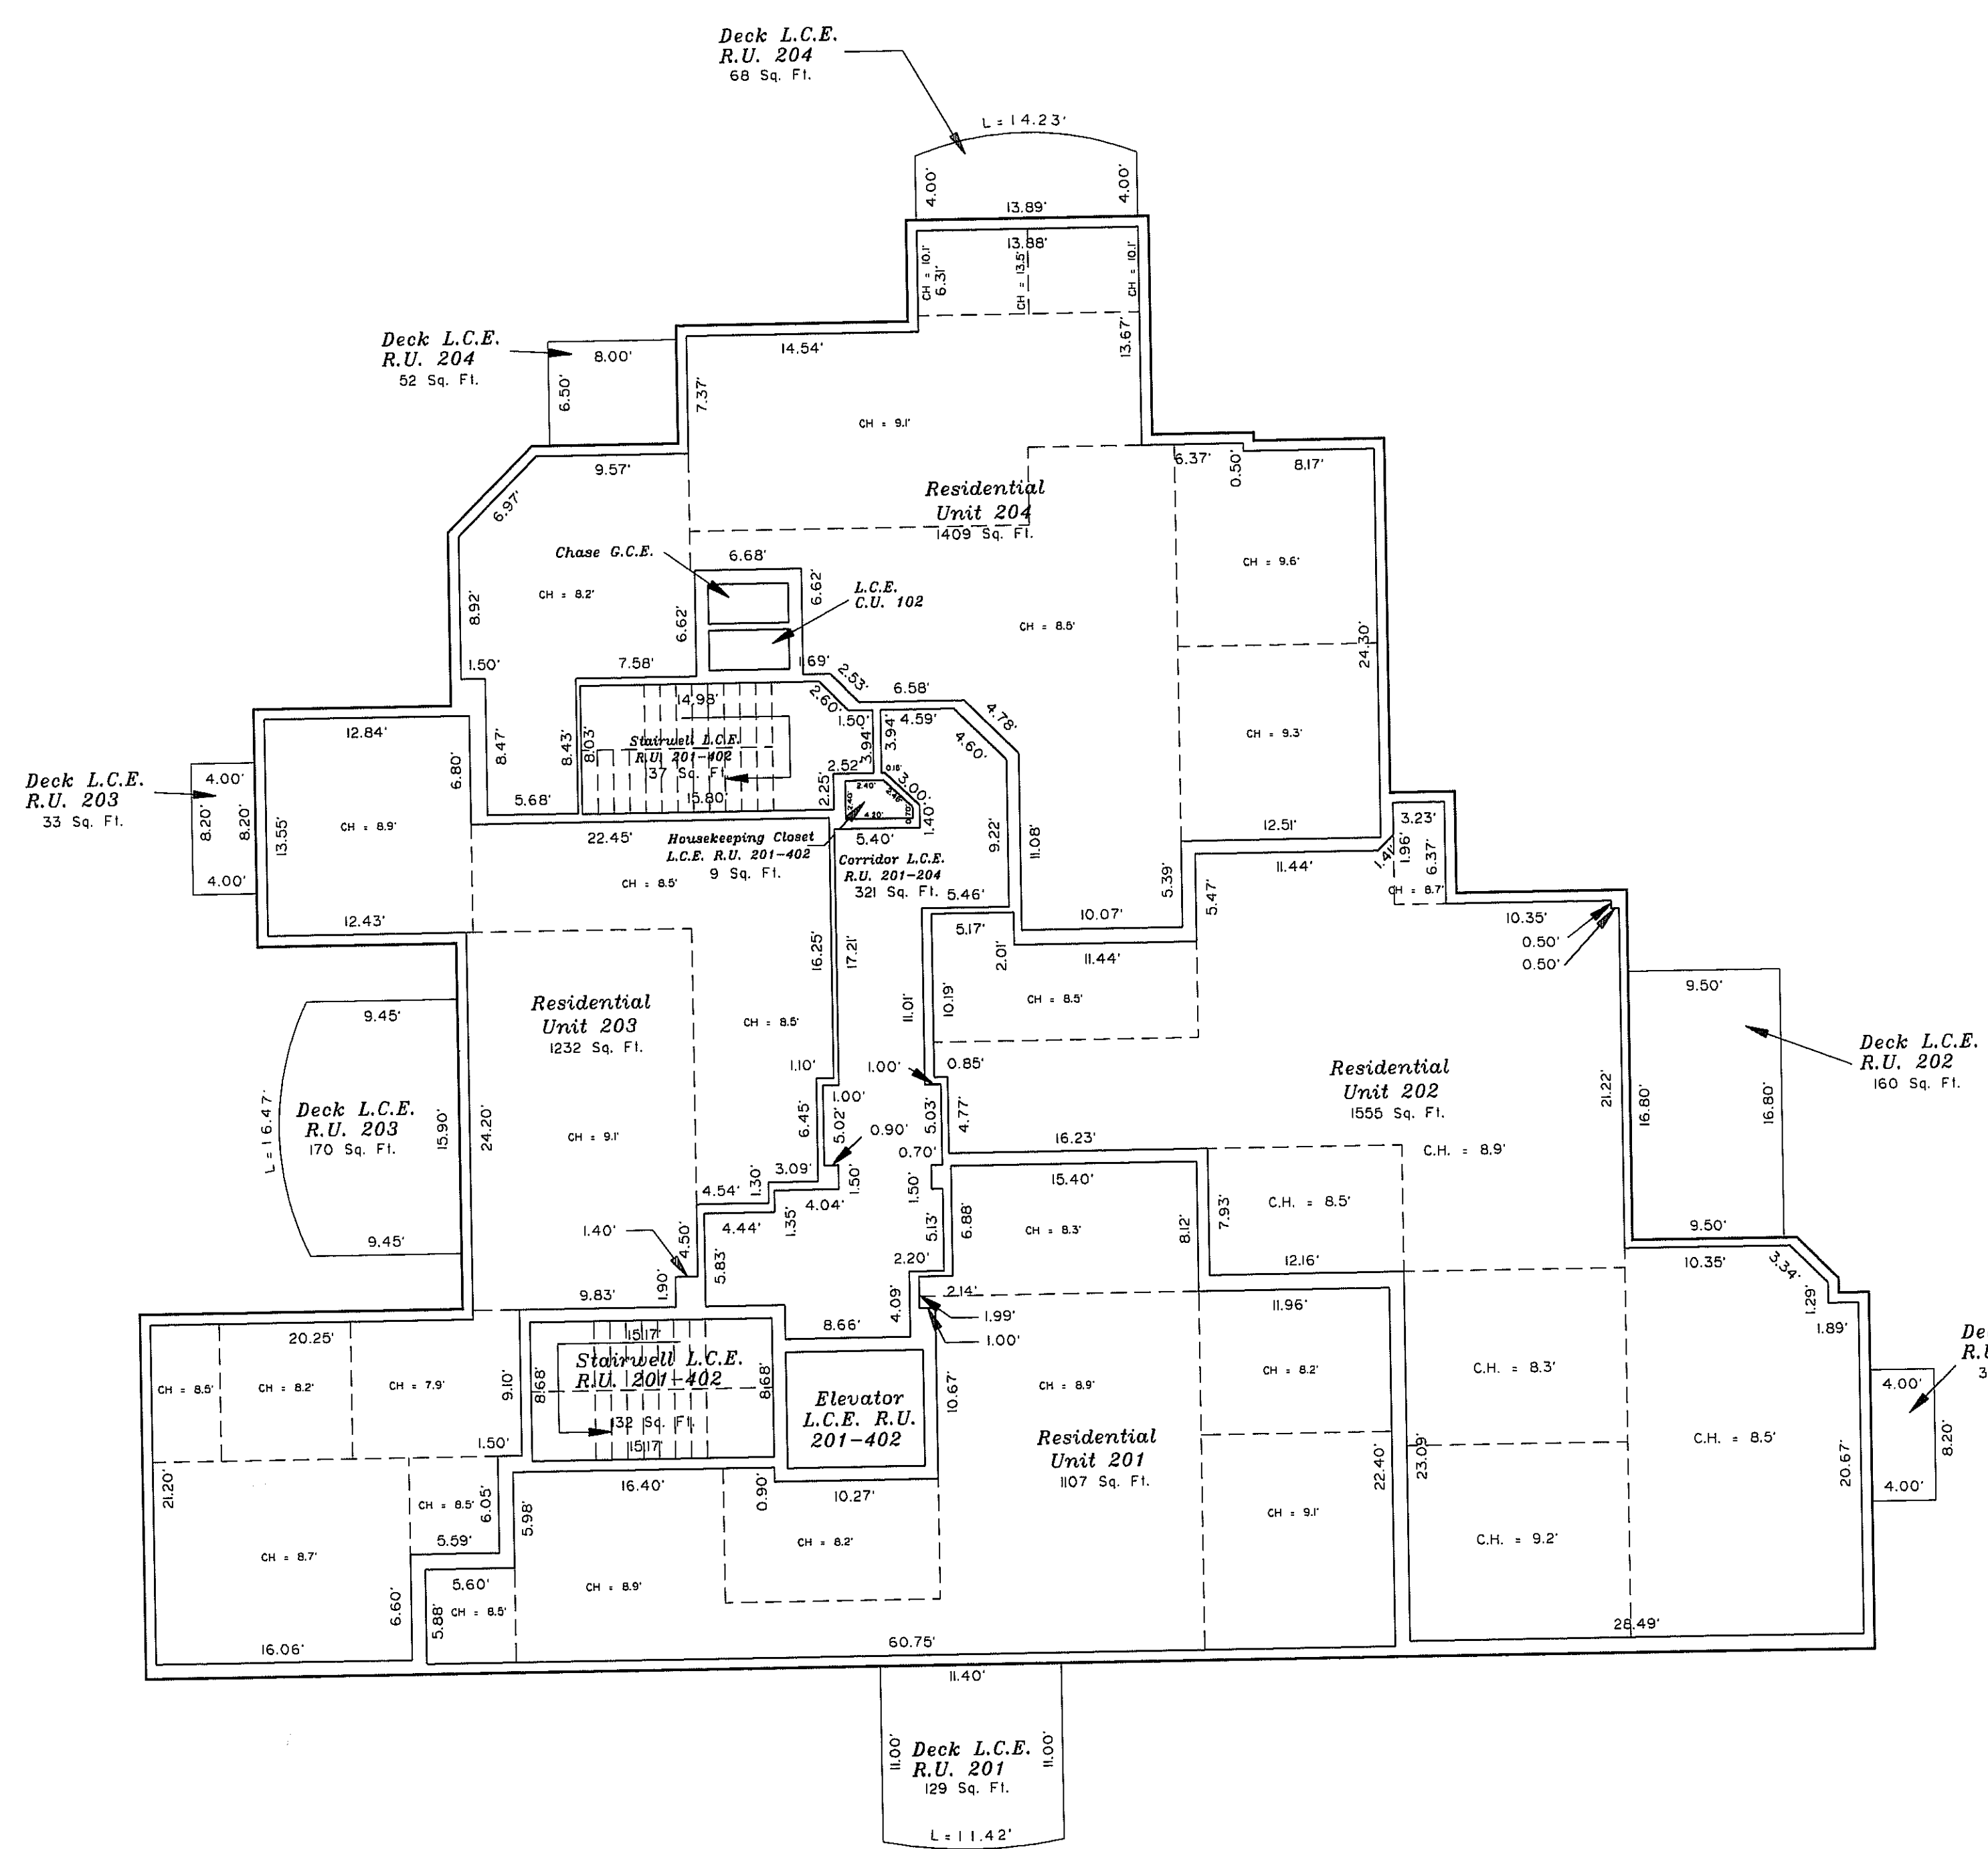 Deck L.C.E.
R.U. 204
68 Sq. Ft.
L = 14.23'
4.00'
4.00'
13.89'
13.88'
CH = 10.1'
6.31'
CH = 13.5'
CH = 10.1'
13.67'
Deck L.C.E.
R.U. 204
52 Sq. Ft.
8.00'
6.50'
14.54'
7.37'
CH = 9.1'
9.57'
6.97'
6.37'
0.50'
8.17'
Residential
Unit 204
1409 Sq. Ft.
Chase G.C.E.
6.68'
6.62'
6.62'
L.C.E.
C.U. 102
CH = 8.2'
8.92'
CH = 9.6'
CH = 8.5'
24.30'
1.50'
7.58'
1.69'
2.53'
6.58'
4.78'
14.98'
2.60'
1.50'
4.59'
4.60'
3.94'
3.94'
CH = 9.3'
12.84'
6.80'
8.47'
8.43'
8.03'
Stairwell L.C.E.
R.U. 201-402
37 Sq. Ft.
2.52'
0.18'
3.00'
2.40'
2.40'
2.46'
4.20'
0.70'
1.40'
2.25'
15.80'
5.68'
Deck L.C.E.
R.U. 203
33 Sq. Ft.
4.00'
8.20'
8.20'
4.00'
13.55'
CH = 8.9'
22.45'
Housekeeping Closet
L.C.E. R.U. 201-402
9 Sq. Ft.
5.40'
Corridor L.C.E.
R.U. 201-204
321 Sq. Ft.
9.22'
11.08'
12.51'
3.23'
1.41'
1.96'
6.37'
CH = 8.7'
11.44'
5.39'
5.47'
CH = 8.5'
5.46'
10.07'
5.17'
2.01'
11.44'
10.35'
0.50'
0.50'
12.43'
16.25'
17.21'
9.45'
Residential
Unit 203
1232 Sq. Ft.
CH = 8.5'
11.01'
10.19'
CH = 8.5'
9.50'
Deck L.C.E.
R.U. 202
160 Sq. Ft.
21.22'
16.80'
16.80'
Residential
Unit 202
1555 Sq. Ft.
1.10'
1.00'
1.00'
0.85'
L = 16.47'
Deck L.C.E.
R.U. 203
170 Sq. Ft.
15.90'
24.20'
CH = 9.1'
6.45'
5.02'
0.90'
5.03'
4.77'
0.70'
16.23'
C.H. = 8.9'
3.09'
1.30'
1.50'
1.50'
15.40'
4.54'
4.04'
4.44'
1.35'
C.H. = 8.5'
7.93'
8.12'
6.88'
5.13'
CH = 8.3'
9.45'
1.40'
4.50'
5.83'
2.20'
12.16'
9.50'
10.35'
3.34'
1.29'
1.89'
9.83'
1.90'
4.09'
2.14'
1.99'
1.00'
11.96'
8.66'
20.25'
15.17'
Stairwell L.C.E.
R.U. 201-402
132 Sq. Ft.
15.17'
8.68'
8.68'
9.10'
CH = 8.5'
CH = 8.2'
CH = 7.9'
Elevator
L.C.E. R.U.
201-402
10.67'
CH = 8.9'
CH = 8.2'
C.H. = 8.3'
4.00'
8.20'
4.00'
1.50'
Residential
Unit 201
1107 Sq. Ft.
C.H. = 8.5'
22.40'
23.09'
20.67'
21.20'
CH = 8.5'
6.05'
5.98'
16.40'
0.90'
10.27'
CH = 9.1'
5.59'
CH = 8.7'
CH = 8.2'
C.H. = 9.2'
5.60'
CH = 8.5'
CH = 8.9'
6.60'
5.88'
16.06'
60.75'
28.49'
11.40'
11.00'
11.00'
Deck L.C.E.
R.U. 201
129 Sq. Ft.
L = 11.42'